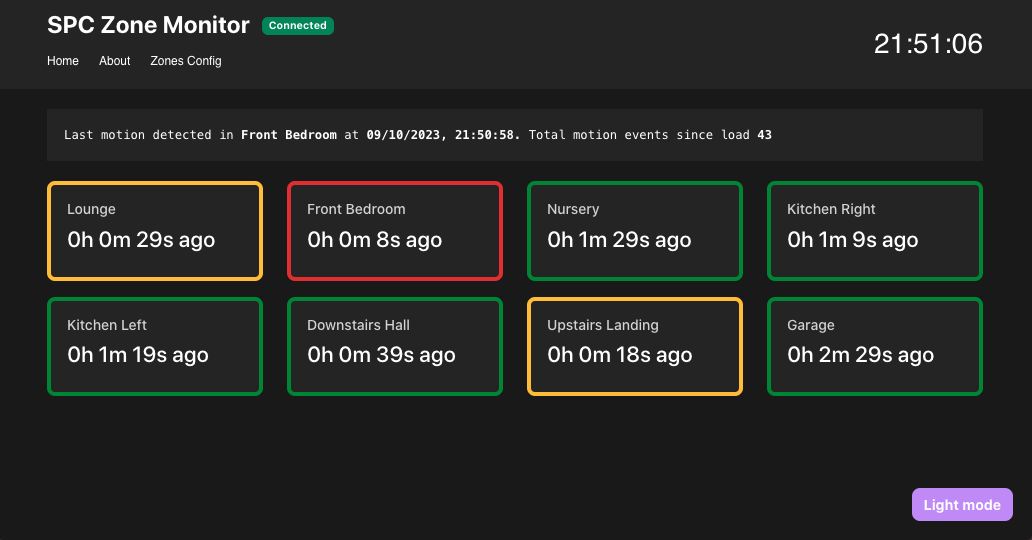 SPC Zone Monitor Connected
21:51:06
Home About Zones Config
Last motion detected in Front Bedroom at 09/10/2023, 21:50:58. Total motion events since load 43
Lounge
0h 0m 29s ago
Front Bedroom
0h 0m 8s ago
Nursery
0h 1m 29s ago
Kitchen Right
0h 1m 9s ago
Kitchen Left
0h 1m 19s ago
Downstairs Hall
0h 0m 39s ago
Upstairs Landing
0h 0m 18s ago
Garage
0h 2m 29s ago
Light mode